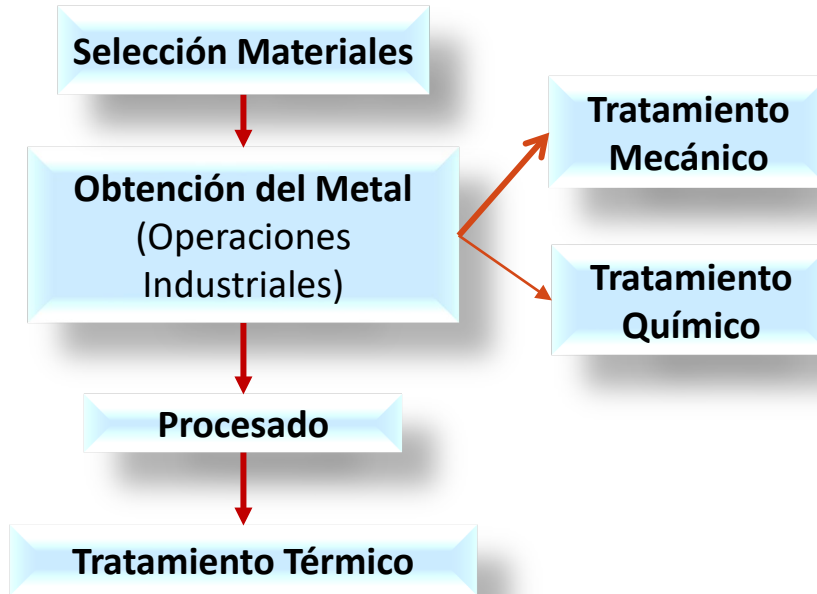 Selección Materiales
Obtención del Metal
(Operaciones
Industriales)
Tratamiento
Mecánico
Tratamiento
Químico
Procesado
Tratamiento Térmico